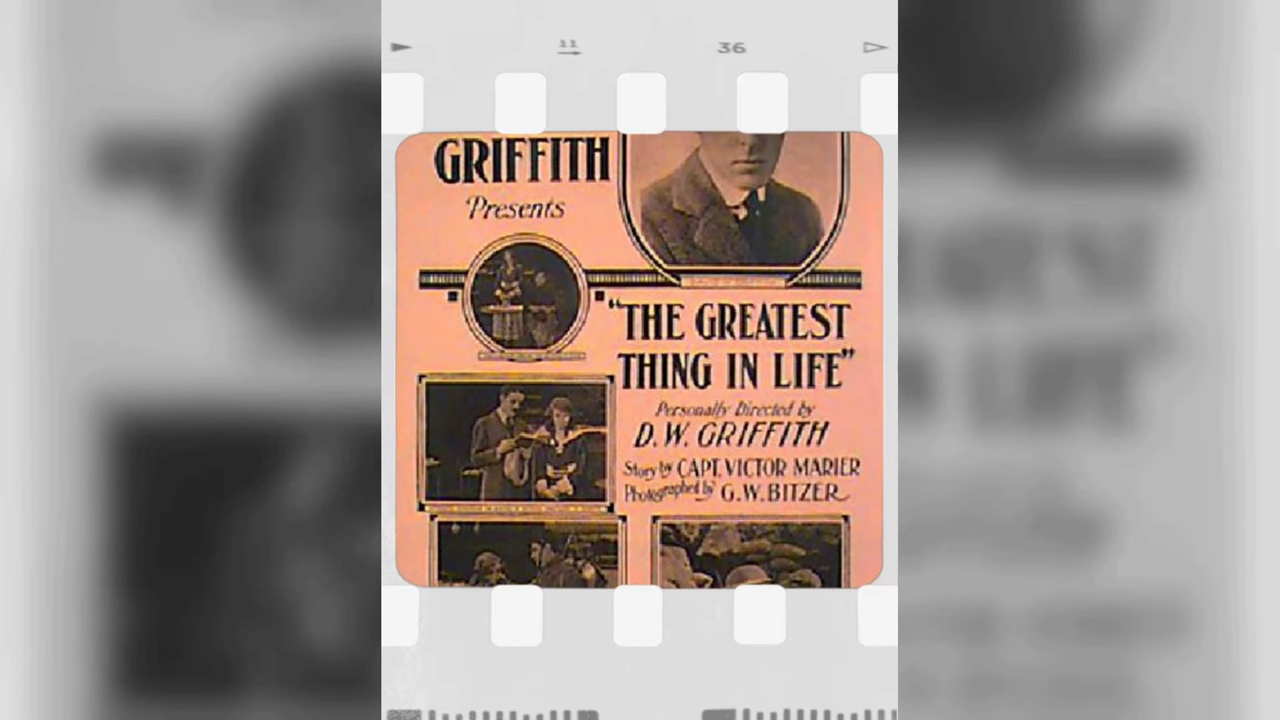 11 36
GRIFFITH
Presents
"THE GREATEST
THING IN LIFE"
Personally Directed by
D.W. GRIFFITH
Story by CAPT. VICTOR MARIER
Photographed by G.W. BITZER